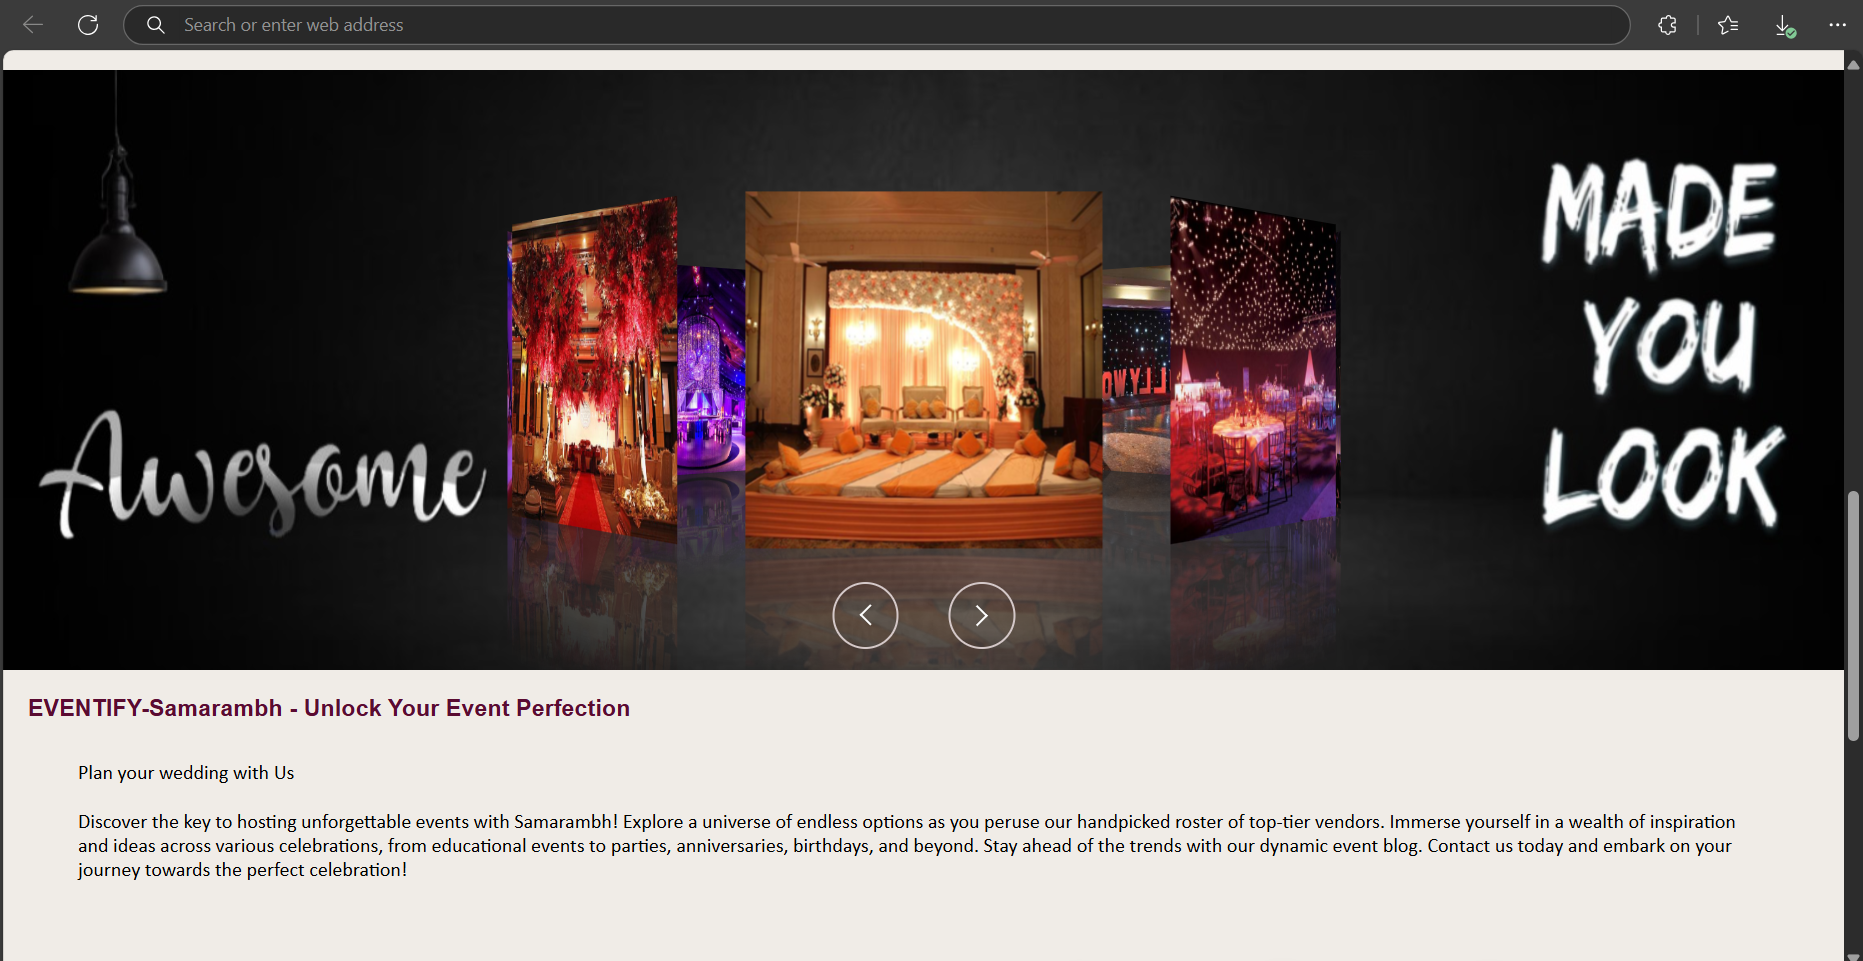 Search or enter web address
Awesome
MADE
YOU
LOOK
LLYWO
EVENTIFY-Samarambh - Unlock Your Event Perfection
Plan your wedding with Us
Discover the key to hosting unforgettable events with Samarambh! Explore a universe of endless options as you peruse our handpicked roster of top-tier vendors. Immerse yourself in a wealth of inspiration
and ideas across various celebrations, from educational events to parties, anniversaries, birthdays, and beyond. Stay ahead of the trends with our dynamic event blog. Contact us today and embark on your
journey towards the perfect celebration!